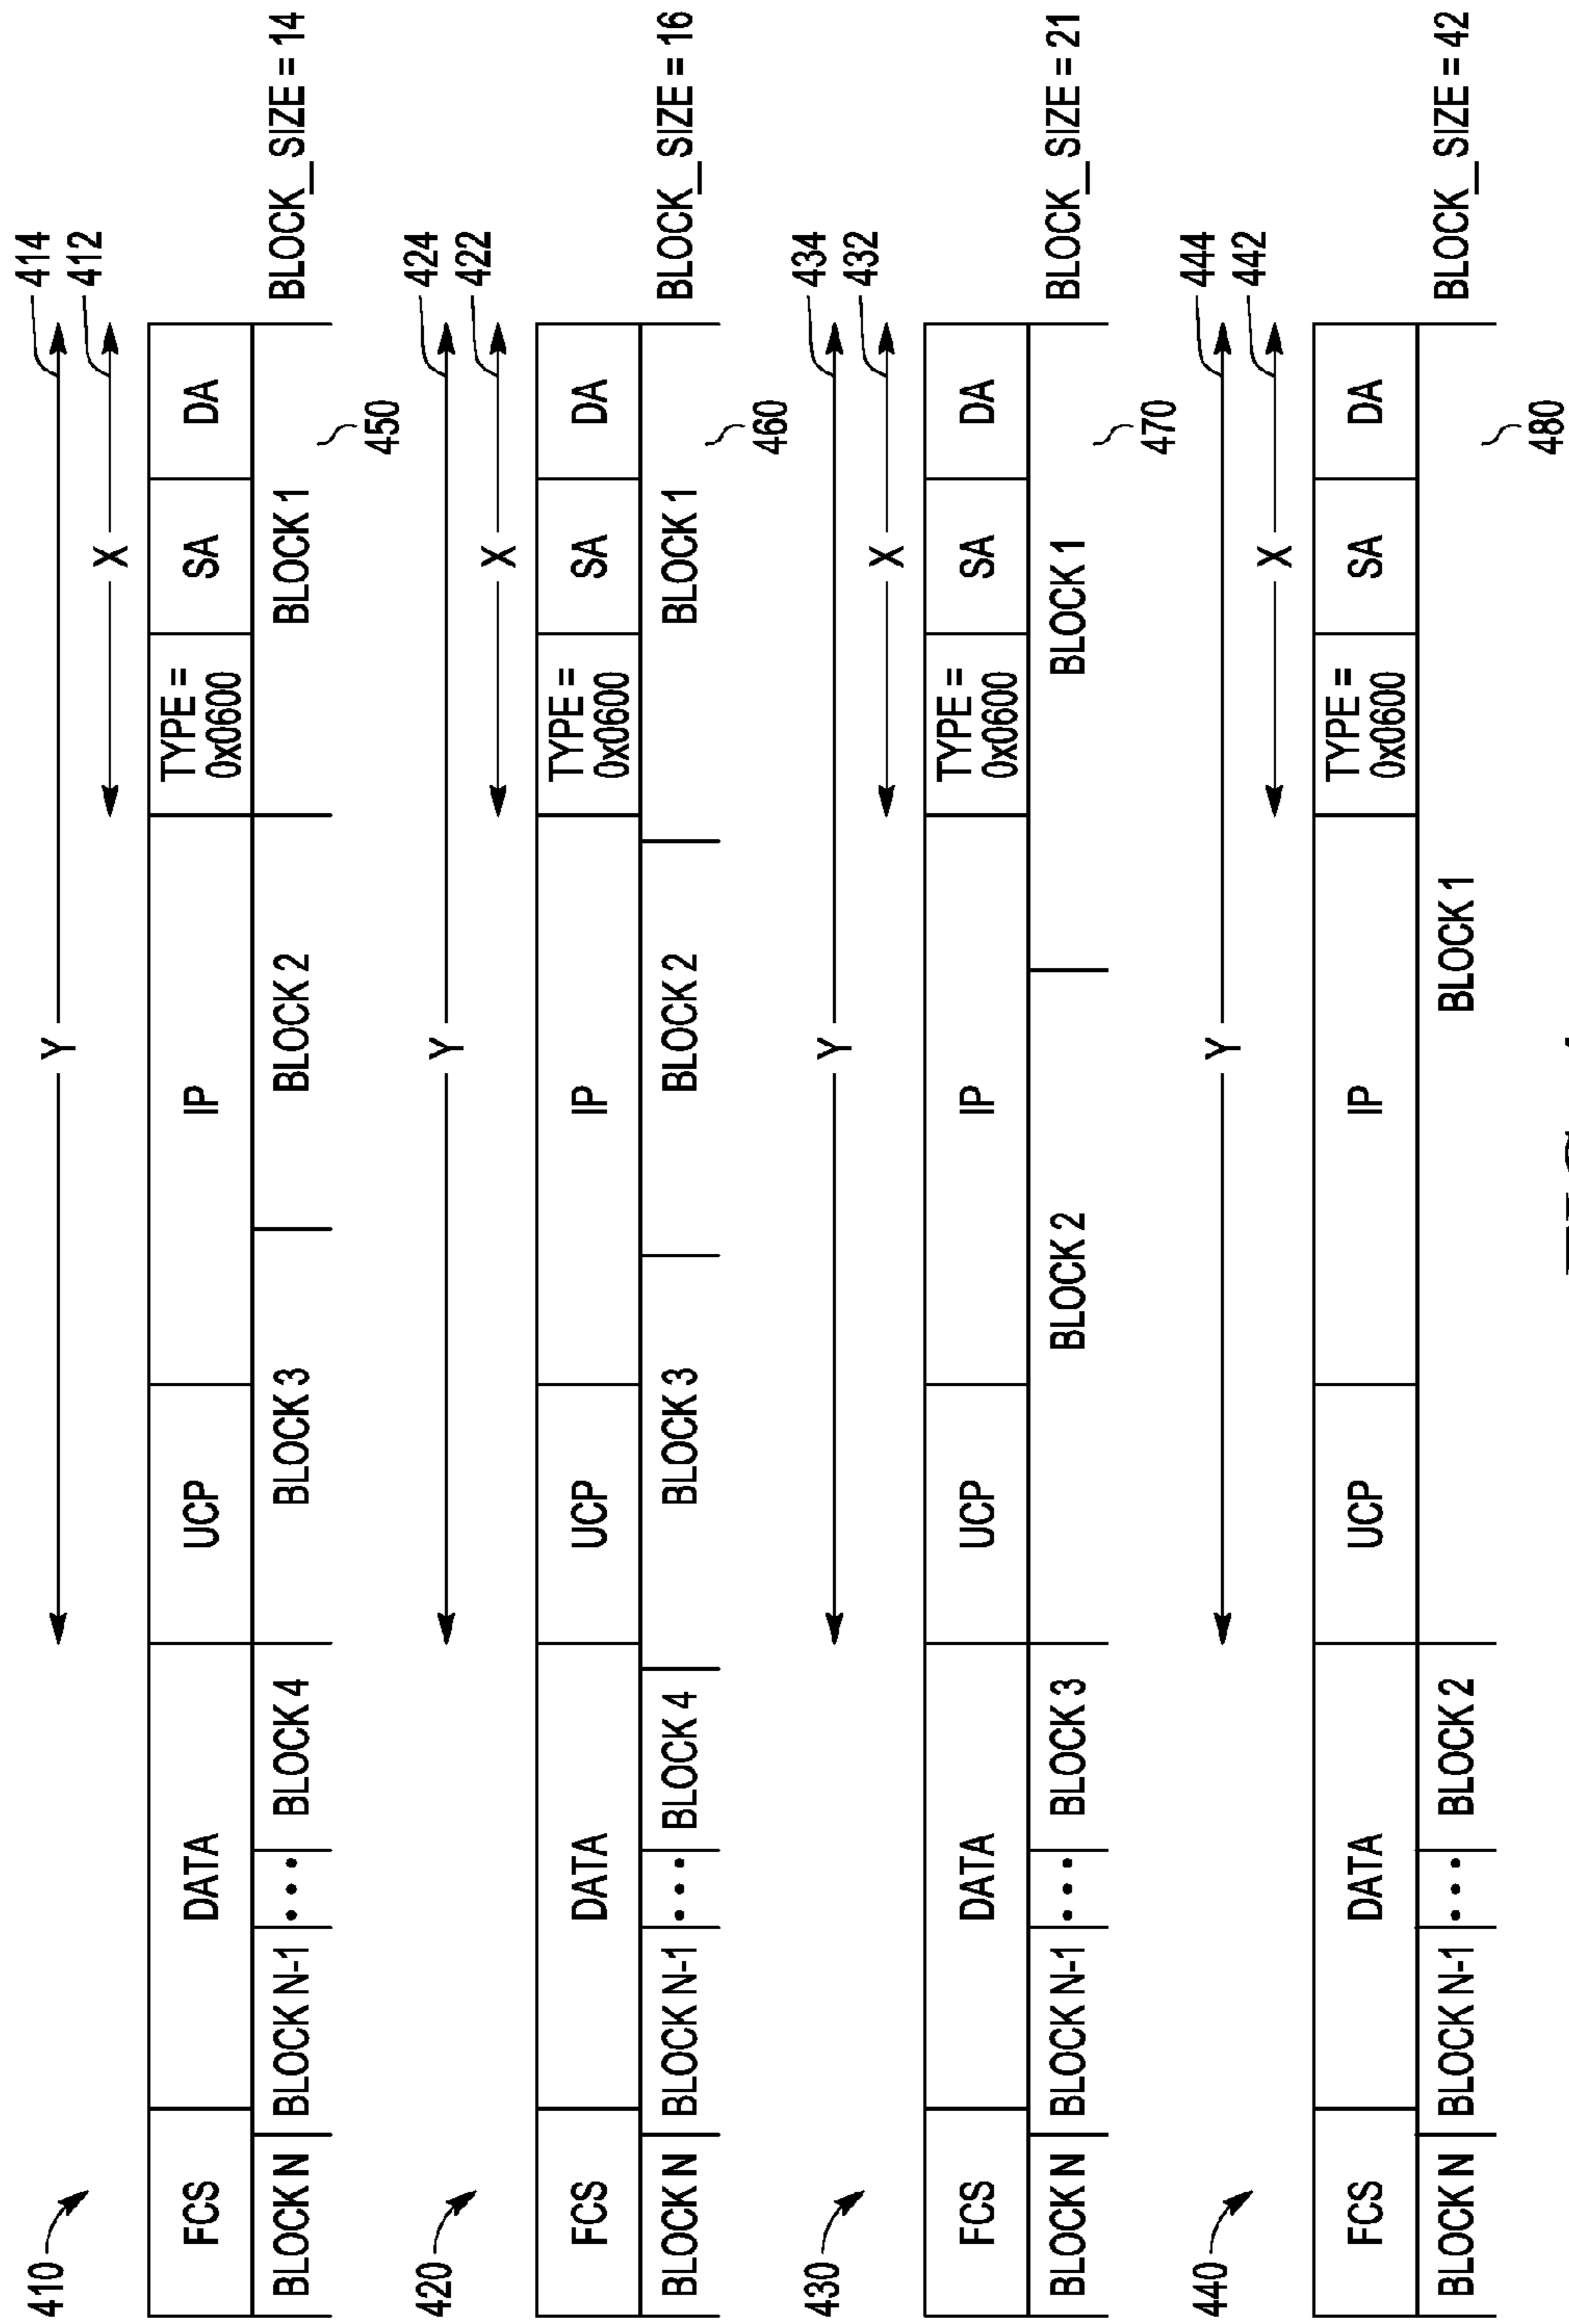 410
Y
414
X
412
FCS
DATA
UCP
IP
TYPE =
0x0600
SA
DA
BLOCK N
BLOCK N-1
• • •
BLOCK 4
BLOCK 3
BLOCK 2
BLOCK 1
BLOCK_SIZE = 14
450
420
Y
424
X
422
FCS
DATA
UCP
IP
TYPE =
0x0600
SA
DA
BLOCK N
BLOCK N-1
• • •
BLOCK 4
BLOCK 3
BLOCK 2
BLOCK 1
BLOCK_SIZE = 16
460
430
Y
434
X
432
FCS
DATA
UCP
IP
TYPE =
0x0600
SA
DA
BLOCK N
BLOCK N-1
• • •
BLOCK 3
BLOCK 2
BLOCK 1
BLOCK_SIZE = 21
470
440
Y
444
X
442
FCS
DATA
UCP
IP
TYPE =
0x0600
SA
DA
BLOCK N
BLOCK N-1
• • •
BLOCK 2
BLOCK 1
BLOCK_SIZE = 42
480